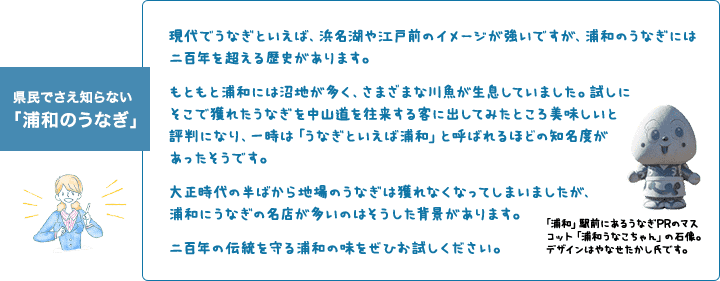 県民でさえ知らない
「浦和のうなぎ」
現代でうなぎといえば、浜名湖や江戸前のイメージが強いですが、浦和のうなぎには
二百年を超える歴史があります。
もともと浦和には沼地が多く、さまざまな川魚が生息していました。試しに
そこで獲れたうなぎを中山道を往来する客に出してみたところ美味しいと
評判になり、一時は「うなぎといえば浦和」と呼ばれるほどの知名度が
あったそうです。
大正時代の半ばから地場のうなぎは獲れなくなってしまいましたが、
浦和にうなぎの名店が多いのはそうした背景があります。
二百年の伝統を守る浦和の味をぜひお試しください。
「浦和」駅前にあるうなぎPRのマス
コット「浦和うなこちゃん」の石像。
デザインはやなせたかし氏です。